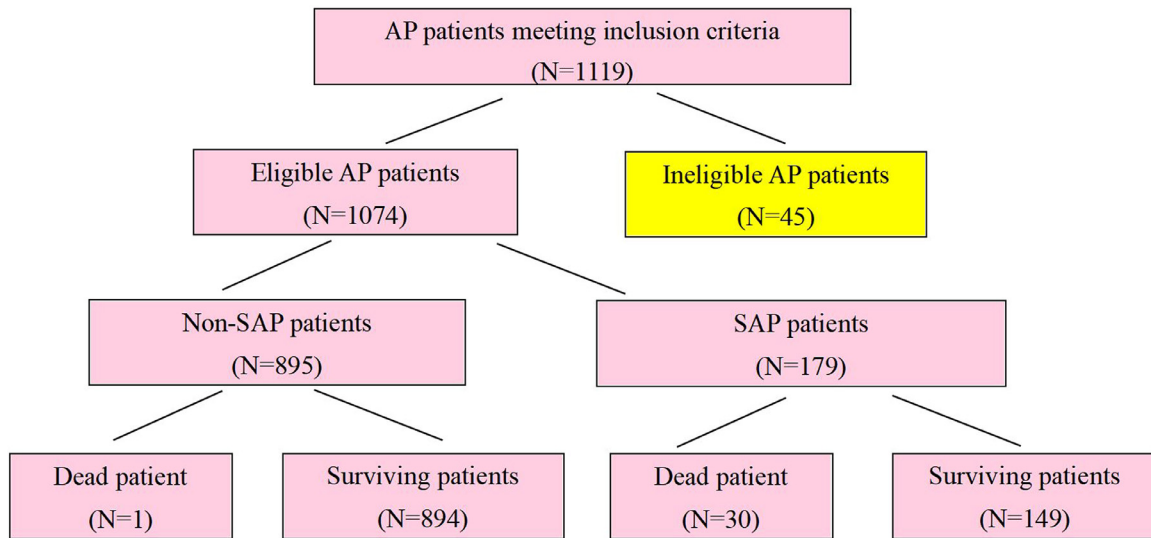 AP patients meeting inclusion criteria
(N=1119)
Eligible AP patients
(N=1074)
Ineligible AP patients
(N=45)
Non-SAP patients
(N=895)
SAP patients
(N=179)
Dead patient
(N=1)
Surviving patients
(N=894)
Dead patient
(N=30)
Surviving patients
(N=149)